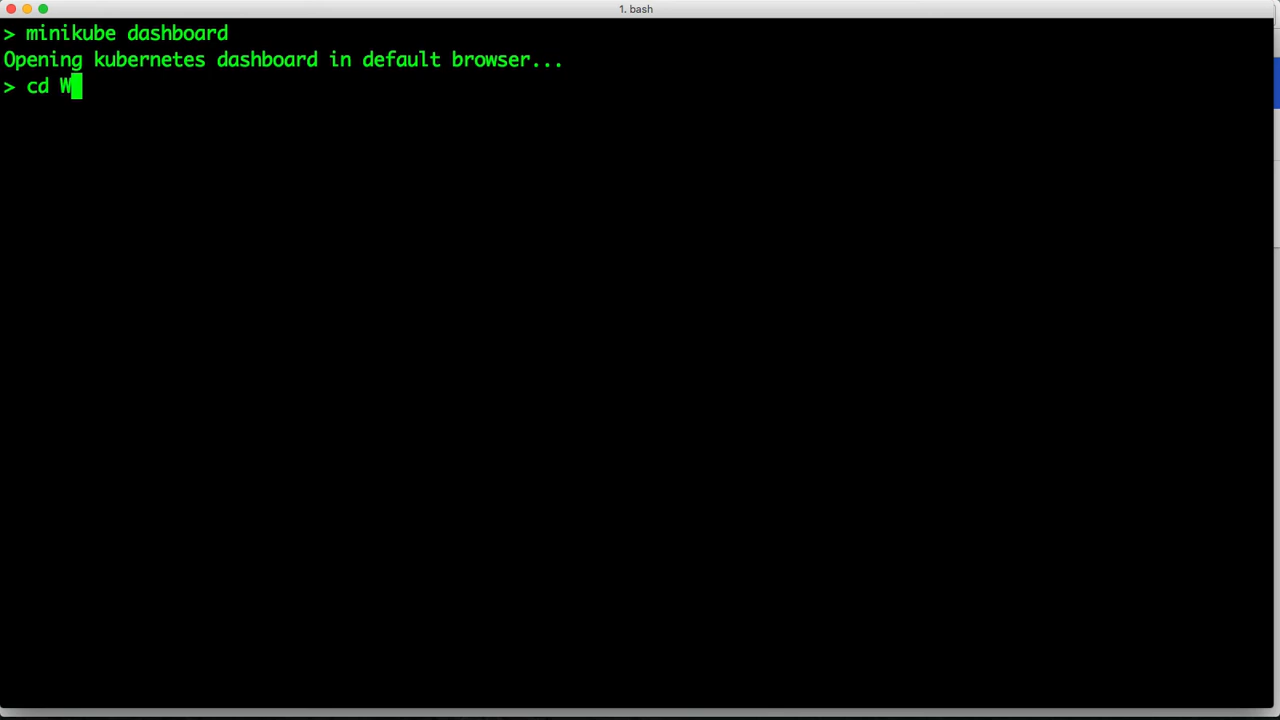 1. bash
> minikube dashboard
Opening kubernetes dashboard in default browser...
> cd W